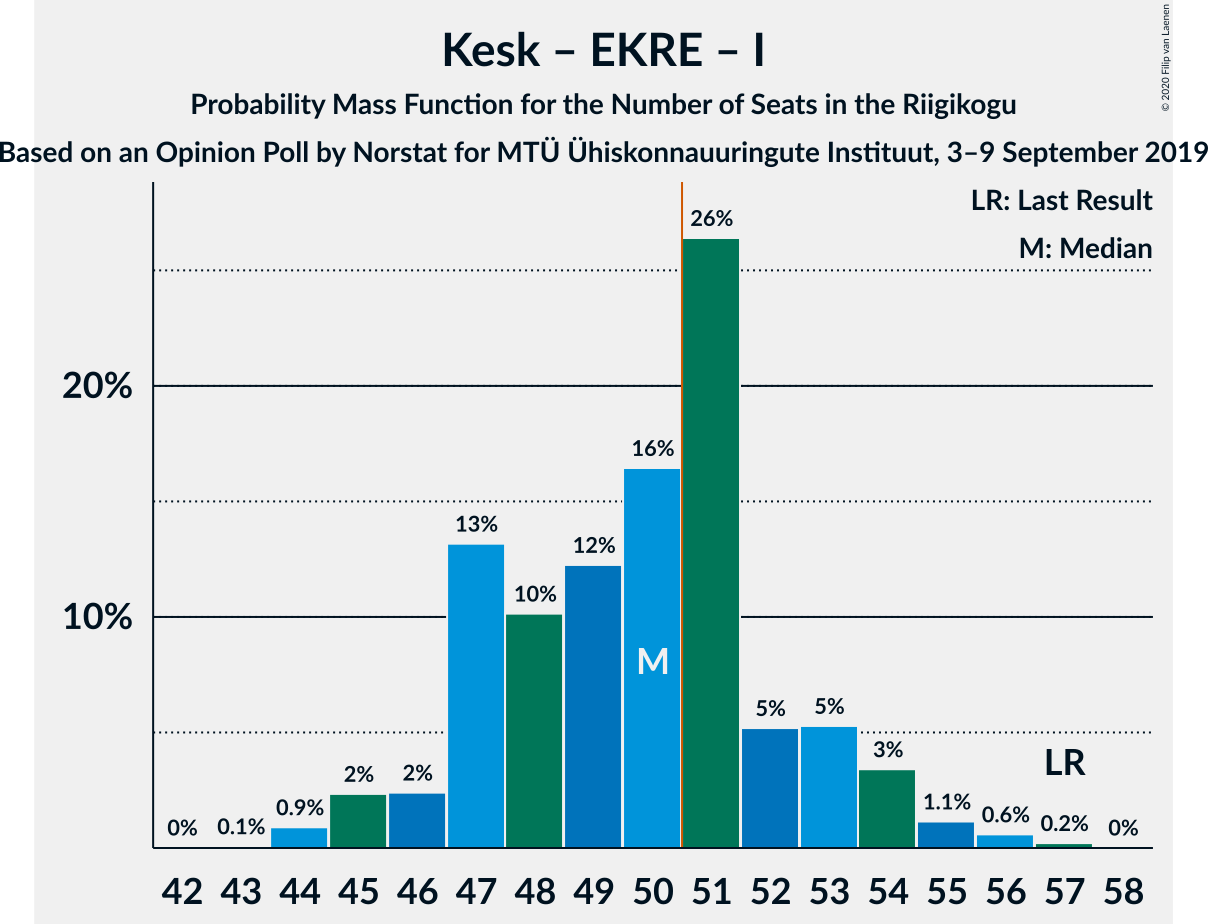 Kesk – EKRE – I
Probability Mass Function for the Number of Seats in the Riigikogu
Based on an Opinion Poll by Norstat for MTÜ Ühiskonnauuringute Instituut, 3–9 September 2019
© 2020 Filip van Laenen
LR: Last Result
M: Median
26%
20%
16%
13%
12%
10%
10%
M
5%
5%
3%
LR
2%
2%
0.9%
1.1%
0.6%
0.2%
0%
0.1%
0%
42 43 44 45 46 47 48 49 50 51 52 53 54 55 56 57 58